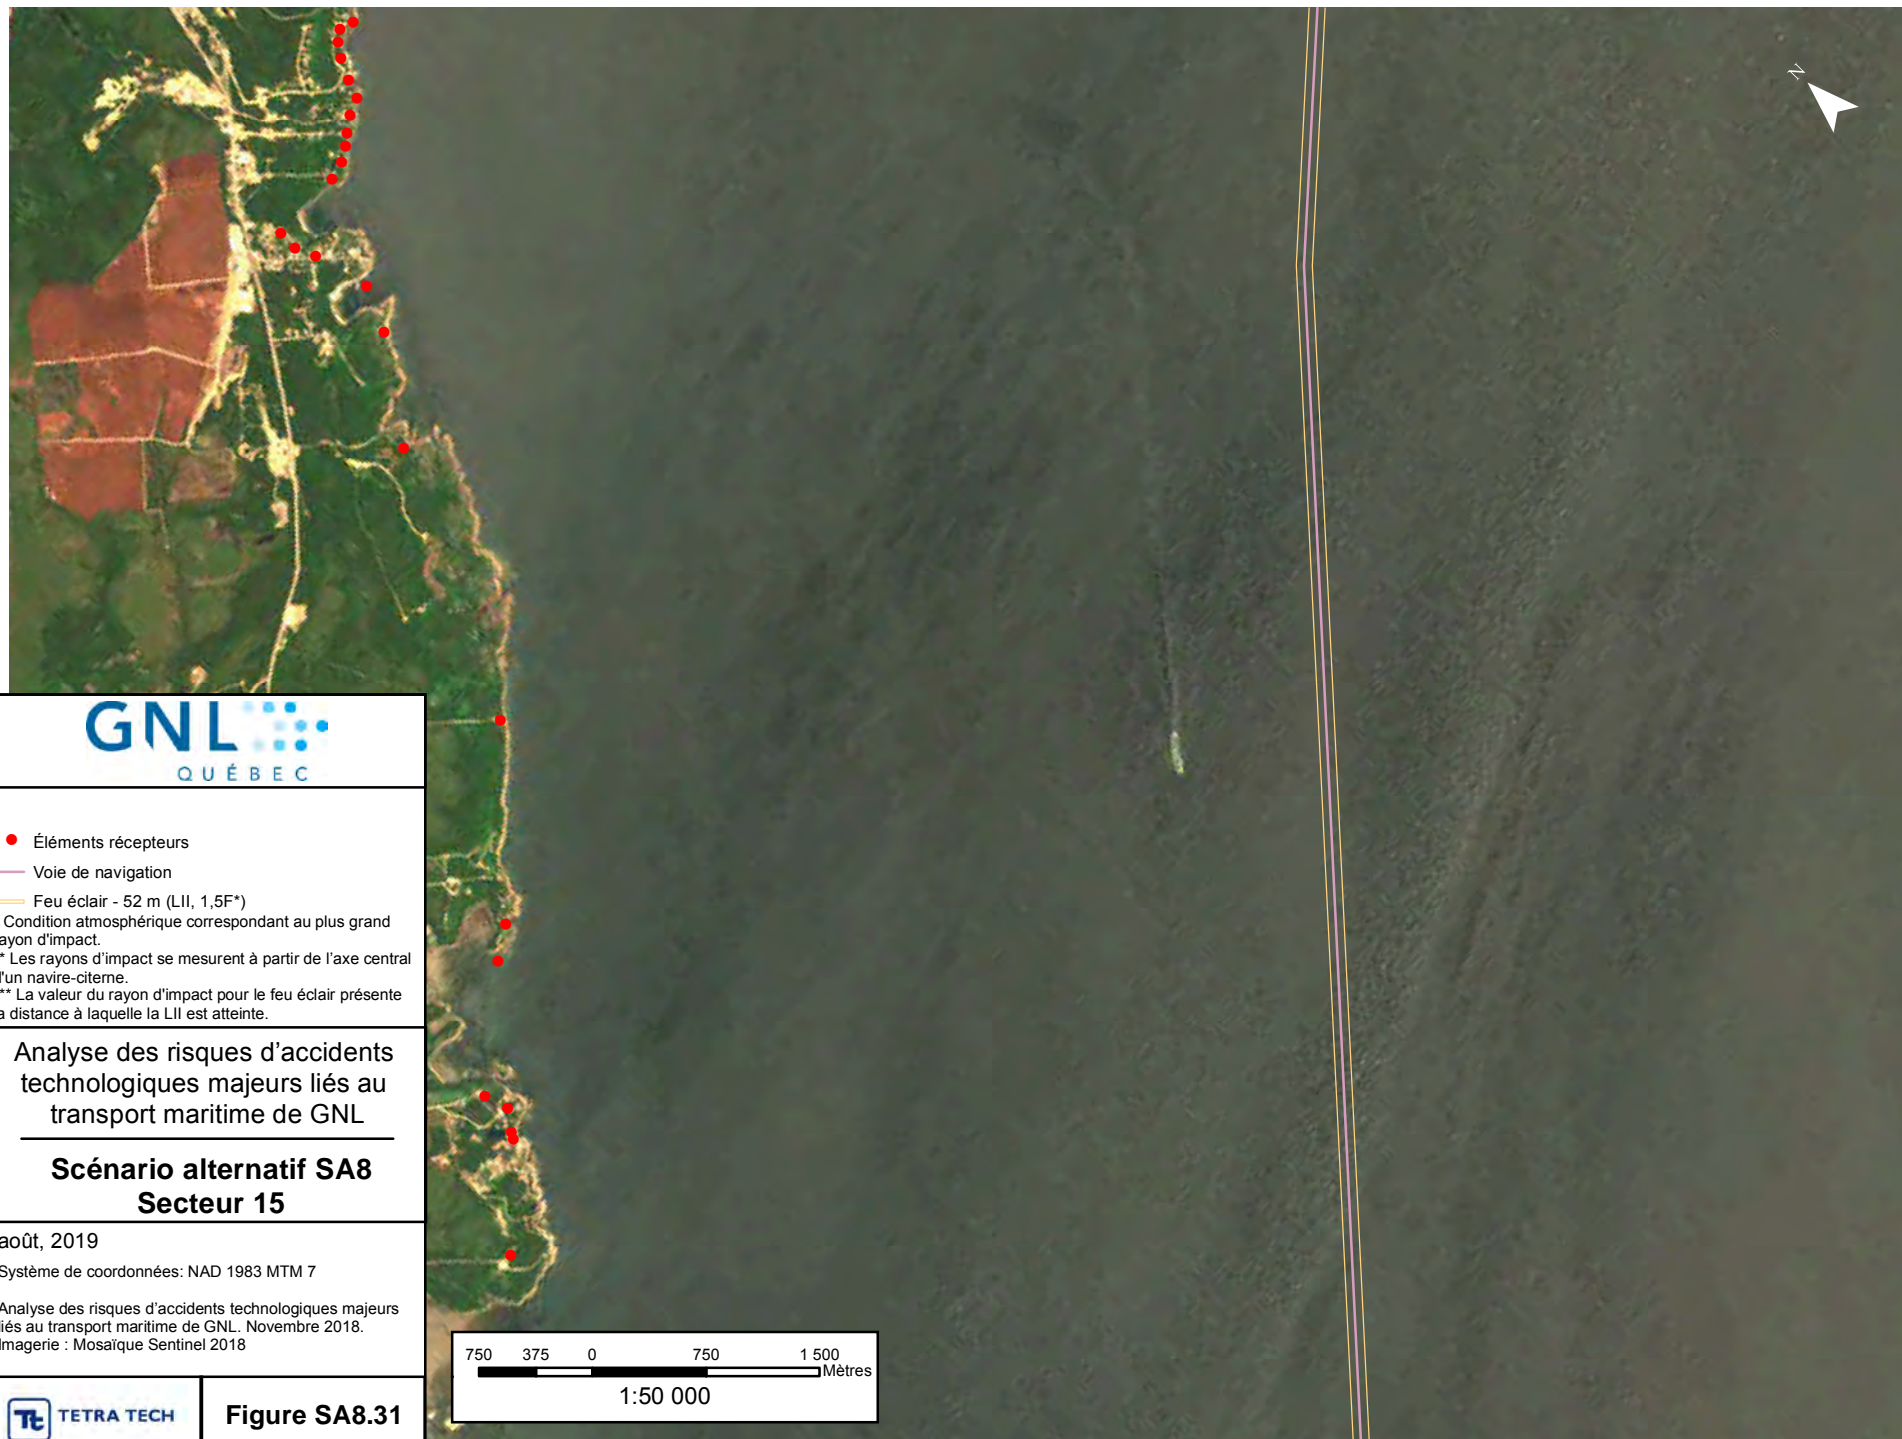 N
GNL
QUÉBEC
Éléments récepteurs
Voie de navigation
Feu éclair - 52 m (LII, 1,5F*)
Condition atmosphérique correspondant au plus grand
ayon d'impact.
* Les rayons d'impact se mesurent à partir de l'axe central
'un navire-citerne.
** La valeur du rayon d'impact pour le feu éclair présente
a distance à laquelle la LII est atteinte.
Analyse des risques d'accidents
technologiques majeurs liés au
transport maritime de GNL
Scénario alternatif SA8
Secteur 15
août, 2019
Système de coordonnées: NAD 1983 MTM 7
Analyse des risques d'accidents technologiques majeurs
liés au transport maritime de GNL. Novembre 2018.
Imagerie : Mosaïque Sentinel 2018
TETRA TECH
Figure SA8.31
750 375 0 750 1 500
Mètres
1:50 000